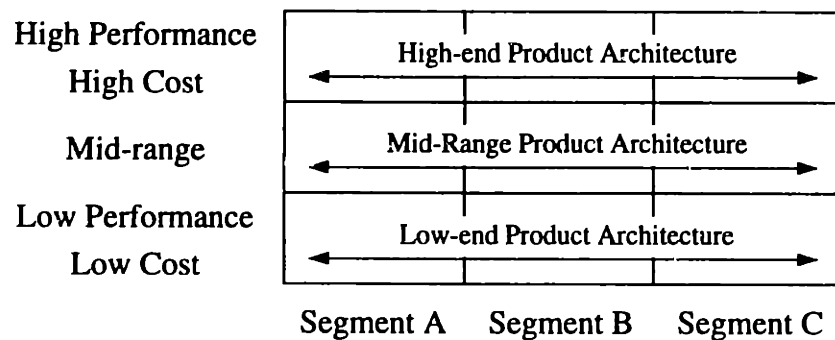 High Performance
High Cost
High-end Product Architecture
Mid-range
Mid-Range Product Architecture
Low Performance
Low Cost
Low-end Product Architecture
Segment A
Segment B
Segment C